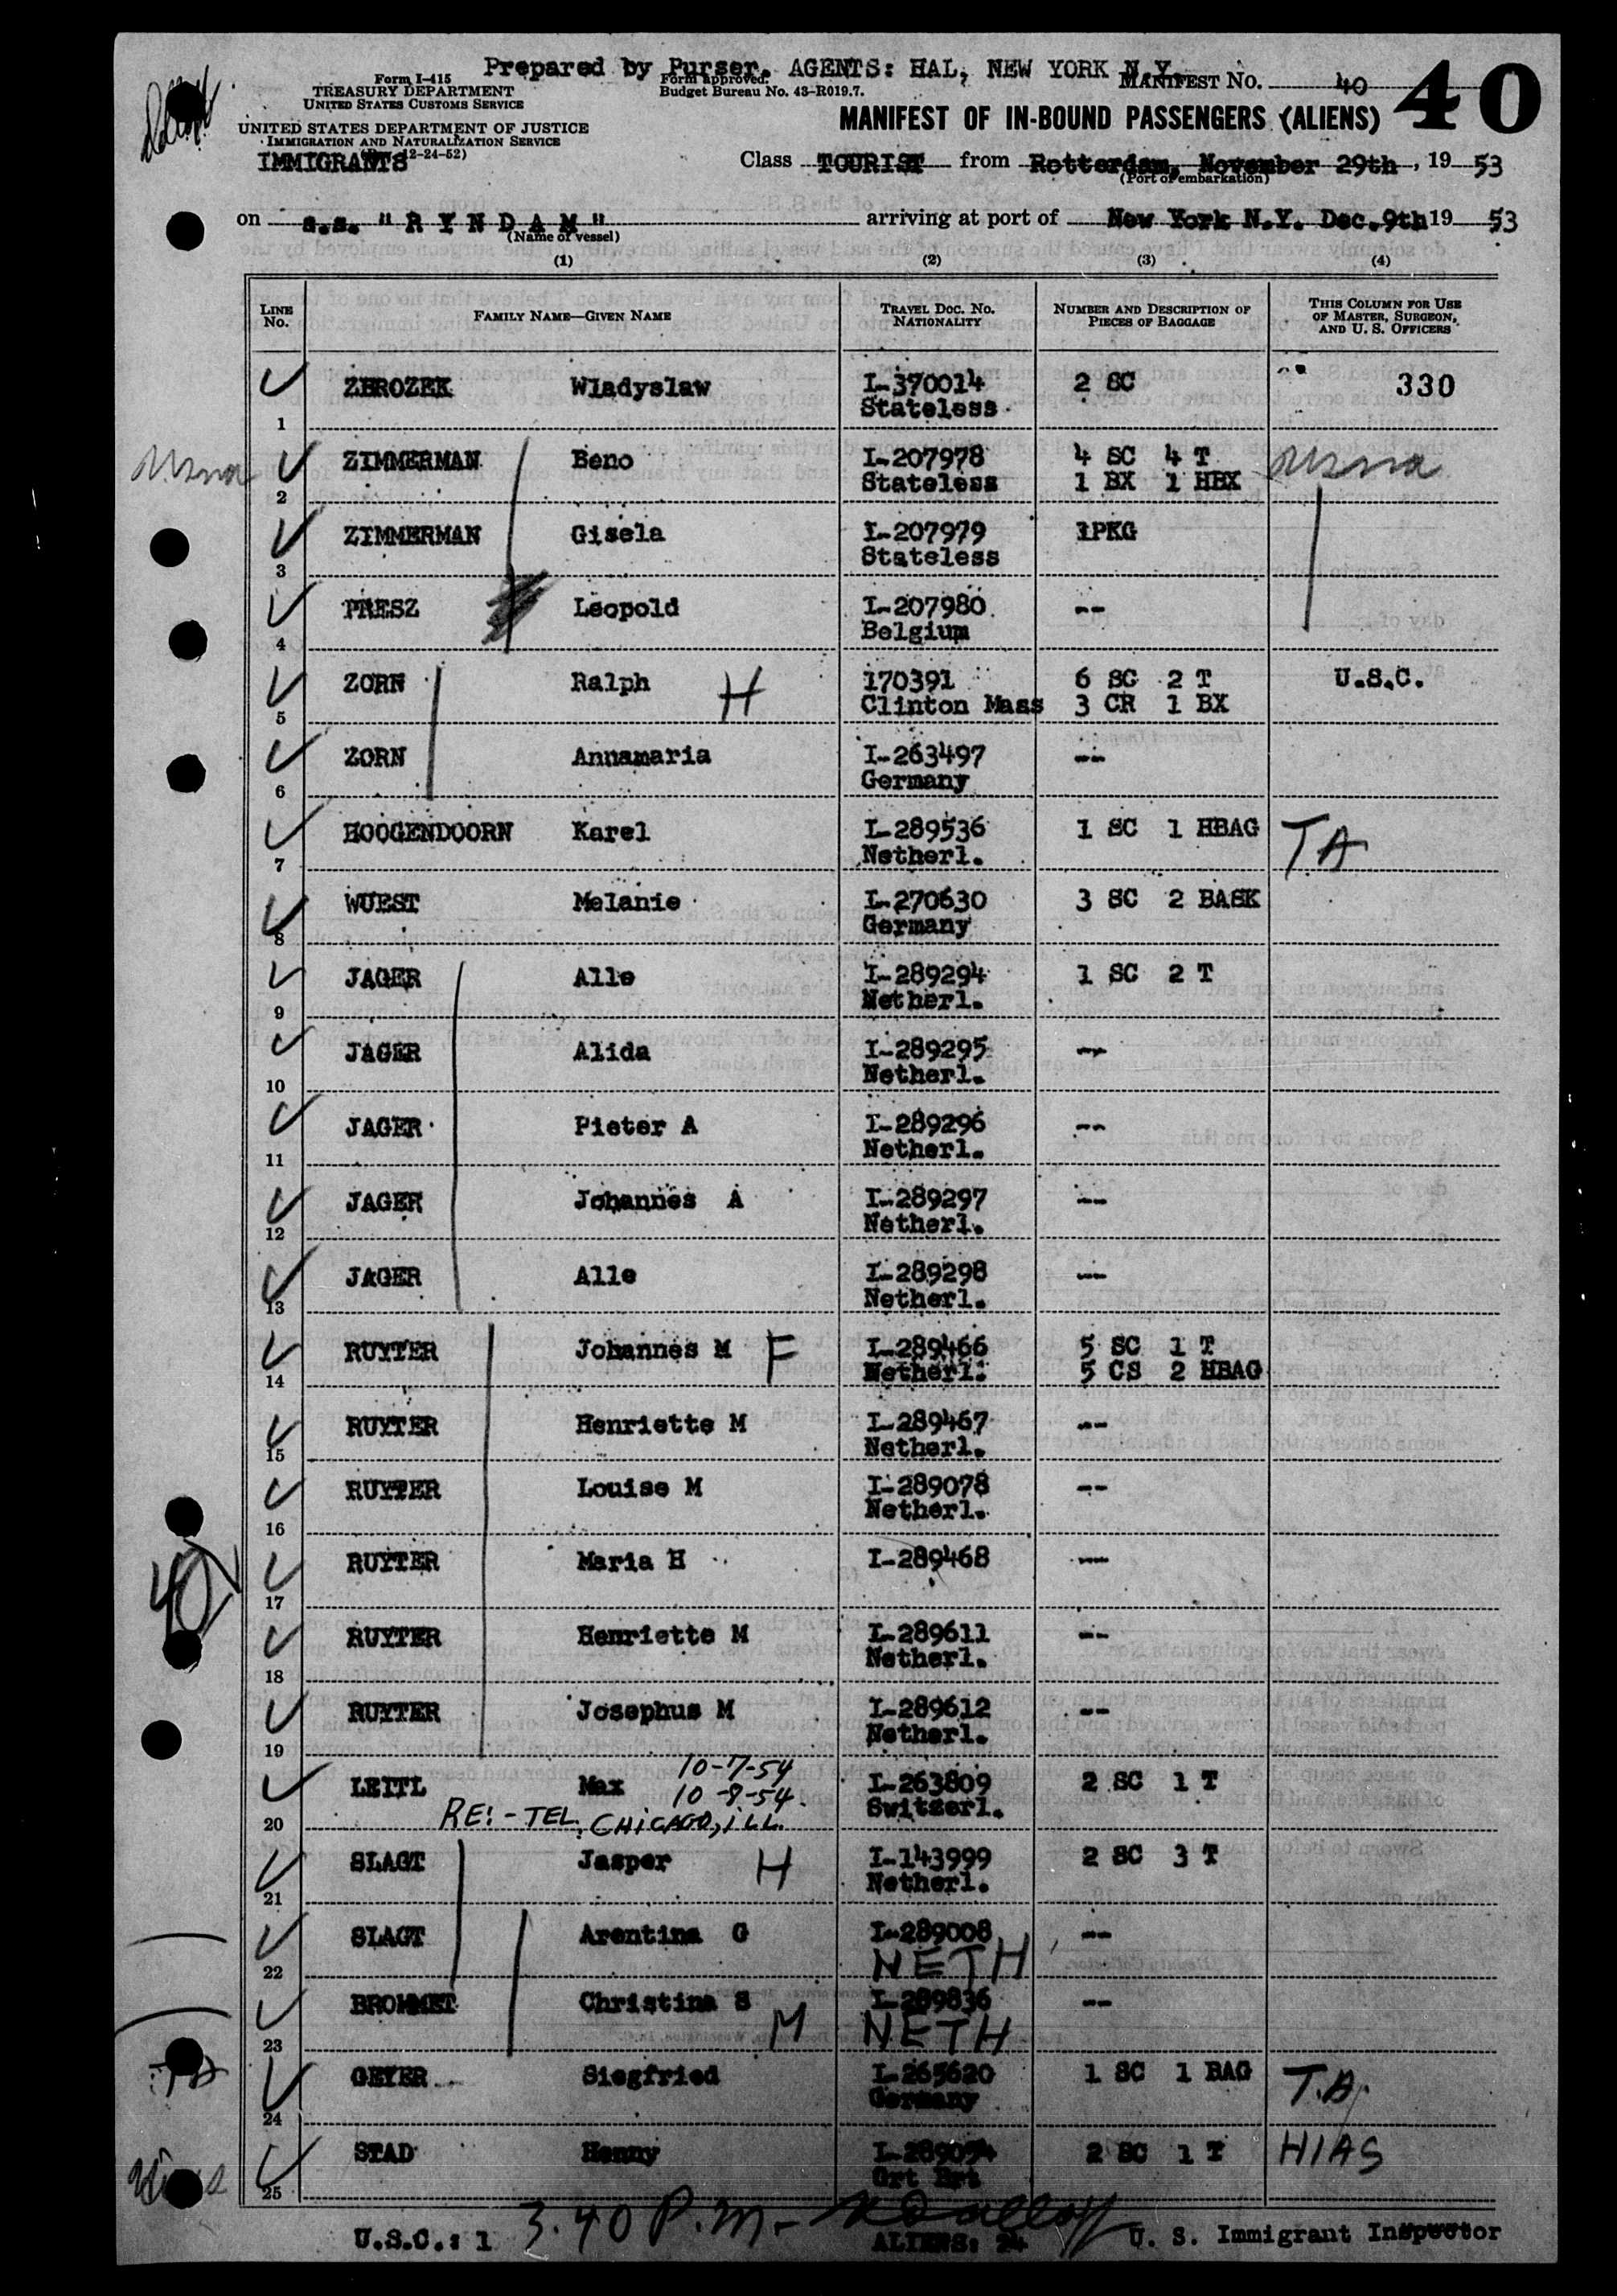 Prepared by Purser. AGENTS: HAL, NEW YORK N.Y.
Form I-415
TREASURY DEPARTMENT
UNITED STATES CUSTOMS SERVICE
Form approved.
Budget Bureau No. 43-R019.7.
MANIFEST NO. 40
40
UNITED STATES DEPARTMENT OF JUSTICE
IMMIGRATION AND NATURALIZATION SERVICE
12-24-52)
IMMIGRANTS
MANIFEST OF IN-BOUND PASSENGERS (ALIENS)
Class TOURIST from Rotterdam, November 29th, 1953
(Port of embarkation)
on s.s. "RYNDAM" arriving at port of New York N.Y. Dec.9th 1953
(Name of vessel)
(1) (2) (3) (4)
LINE NO. FAMILY NAME—GIVEN NAME TRAVEL DOC. NO. NATIONALITY NUMBER AND DESCRIPTION OF PIECES OF BAGGAGE THIS COLUMN FOR USE OF MASTER, SURGEON, AND U. S. OFFICERS
1 ZBROZEK Wladyslaw I-370014 2 SC 330
Stateless
2 ZIMMERMAN Beno I-207978 4 SC 4 T
Stateless 1 BX 1 HBX
3 ZIMMERMAN Gisela I-207979 1PKG
Stateless
4 PRESZ Leopold I-207980 --
Belgium
5 ZORN Ralph H 170391 6 SC 2 T U.S.C.
Clinton Mass 3 CR 1 BX
6 ZORN Annamaria I-263497 --
Germany
7 HOOGENDOORN Karel I-289536 1 SC 1 HBAG TA
Netherl.
8 WUEST Melanie I-270630 3 SC 2 BASK
Germany
9 JAGER Alle I-289294 1 SC 2 T
Netherl.
10 JAGER Alida I-289295 --
Netherl.
11 JAGER Pieter A I-289296 --
Netherl.
12 JAGER Johannes A I-289297 --
Netherl.
13 JAGER Alle I-289298 --
Netherl.
14 RUYTER Johannes M F I-289466 5 SC 1 T
Netherl. 5 CS 2 HBAG
15 RUYTER Henriette M I-289467 --
Netherl.
16 RUYTER Louise M I-289078 --
Netherl.
17 RUYTER Maria H I-289468 --
40
18 RUYTER Henriette M I-289611 --
Netherl.
19 RUYTER Josephus M I-289612 --
Netherl.
10-7-54
20 LEITL Max 10-8-54. I-263809 2 SC 1 T
Switzerl.
RE:-TEL, CHICAGO, ILL.
21 SLAGT Jasper H I-143999 2 SC 3 T
Netherl.
22 SLAGT Arentina G I-289008 --
NETH
23 BROMMET Christina S M I-289836 --
NETH
24 GEYER Siegfried I-265620 1 SC 1 BAG T.A.
Germany
25 STAD Henny I-289054 2 SC 1 T HIAS
Grt Brt
U.S.C.: 1 3.40 P.M. ALIENS: 24 U. S. Immigrant Inspector